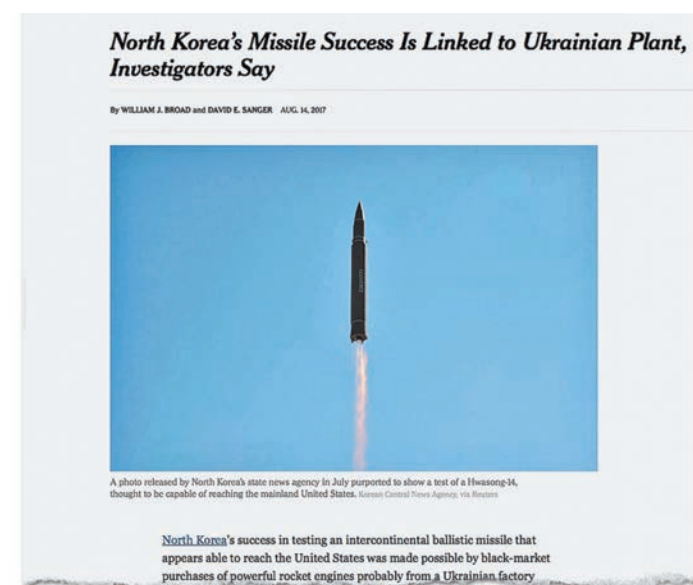 North Korea's Missile Success Is Linked to Ukrainian Plant,
Investigators Say
By WILLIAM J. BROAD and DAVID E. SANGER AUG. 14, 2017
A photo released by North Korea's state news agency in July purported to show a test of a Hwasong-14,
thought to be capable of reaching the mainland United States. Korean Central News Agency, via Reuters
North Korea's success in testing an intercontinental ballistic missile that
appears able to reach the United States was made possible by black-market
purchases of powerful rocket engines probably from a Ukrainian factory